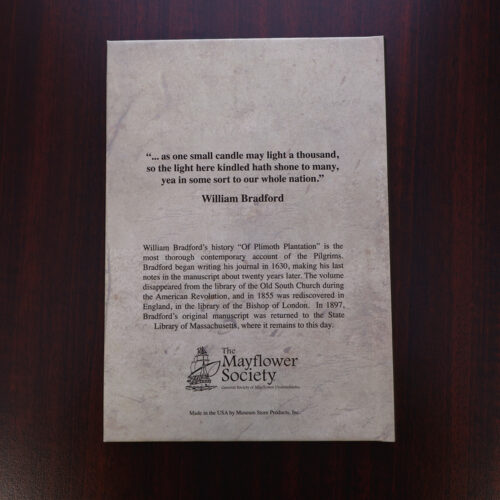 “... as one small candle may light a thousand,
so the light here kindled hath shone to many,
yea in some sort to our whole nation.”
William Bradford
William Bradford’s history “Of Plimoth Plantation” is the
most thorough contemporary account of the Pilgrims.
Bradford began writing his journal in 1630, making his last
notes in the manuscript about twenty years later. The volume
disappeared from the library of the Old South Church during
the American Revolution, and in 1855 was rediscovered in
England, in the library of the Bishop of London. In 1897,
Bradford’s original manuscript was returned to the State
Library of Massachusetts, where it remains to this day.
The
Mayflower
Society
General Society of Mayflower Descendants
Made in the USA by Museum Store Products, Inc.